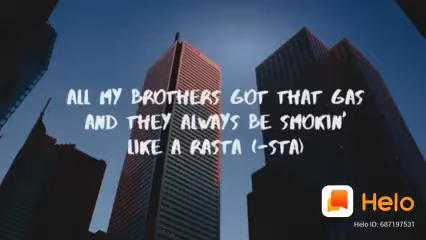 ALL MY BROTHERS GOT THAT GAS
AND THEY ALWAYS BE SMOKIN'
LIKE A RASTA (-STA)
Helo
Helo ID: 687197531